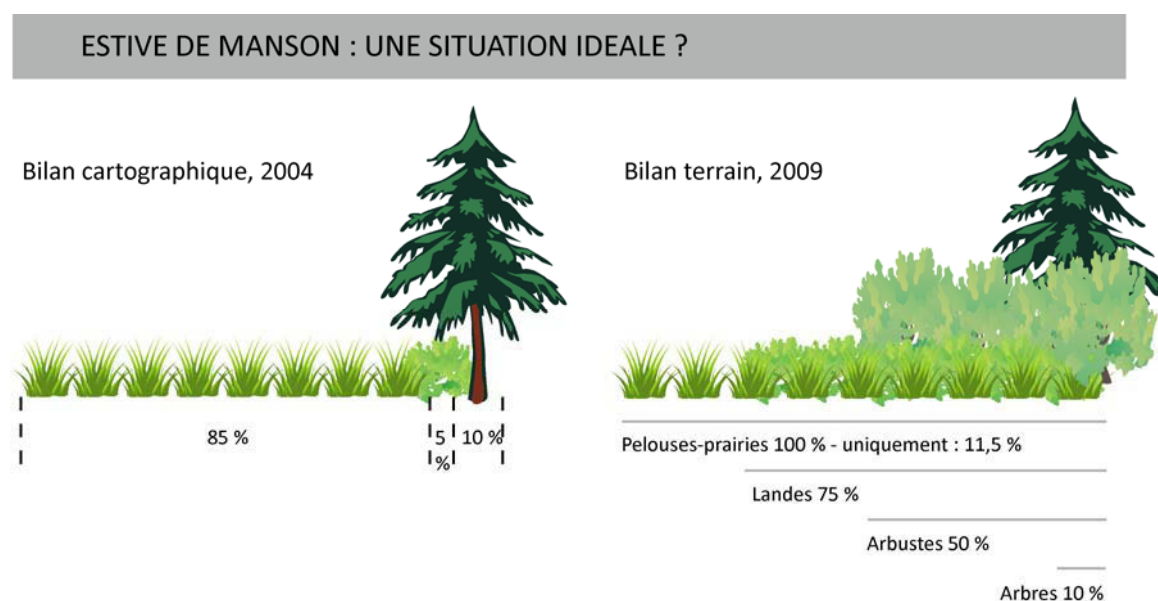 ESTIVE DE MANSON : UNE SITUATION IDEALE ?
Bilan cartographique, 2004
85 %
5
%
10 %
Bilan terrain, 2009
Pelouses-prairies 100 % - uniquement : 11,5 %
Landes 75 %
Arbustes 50 %
Arbres 10 %